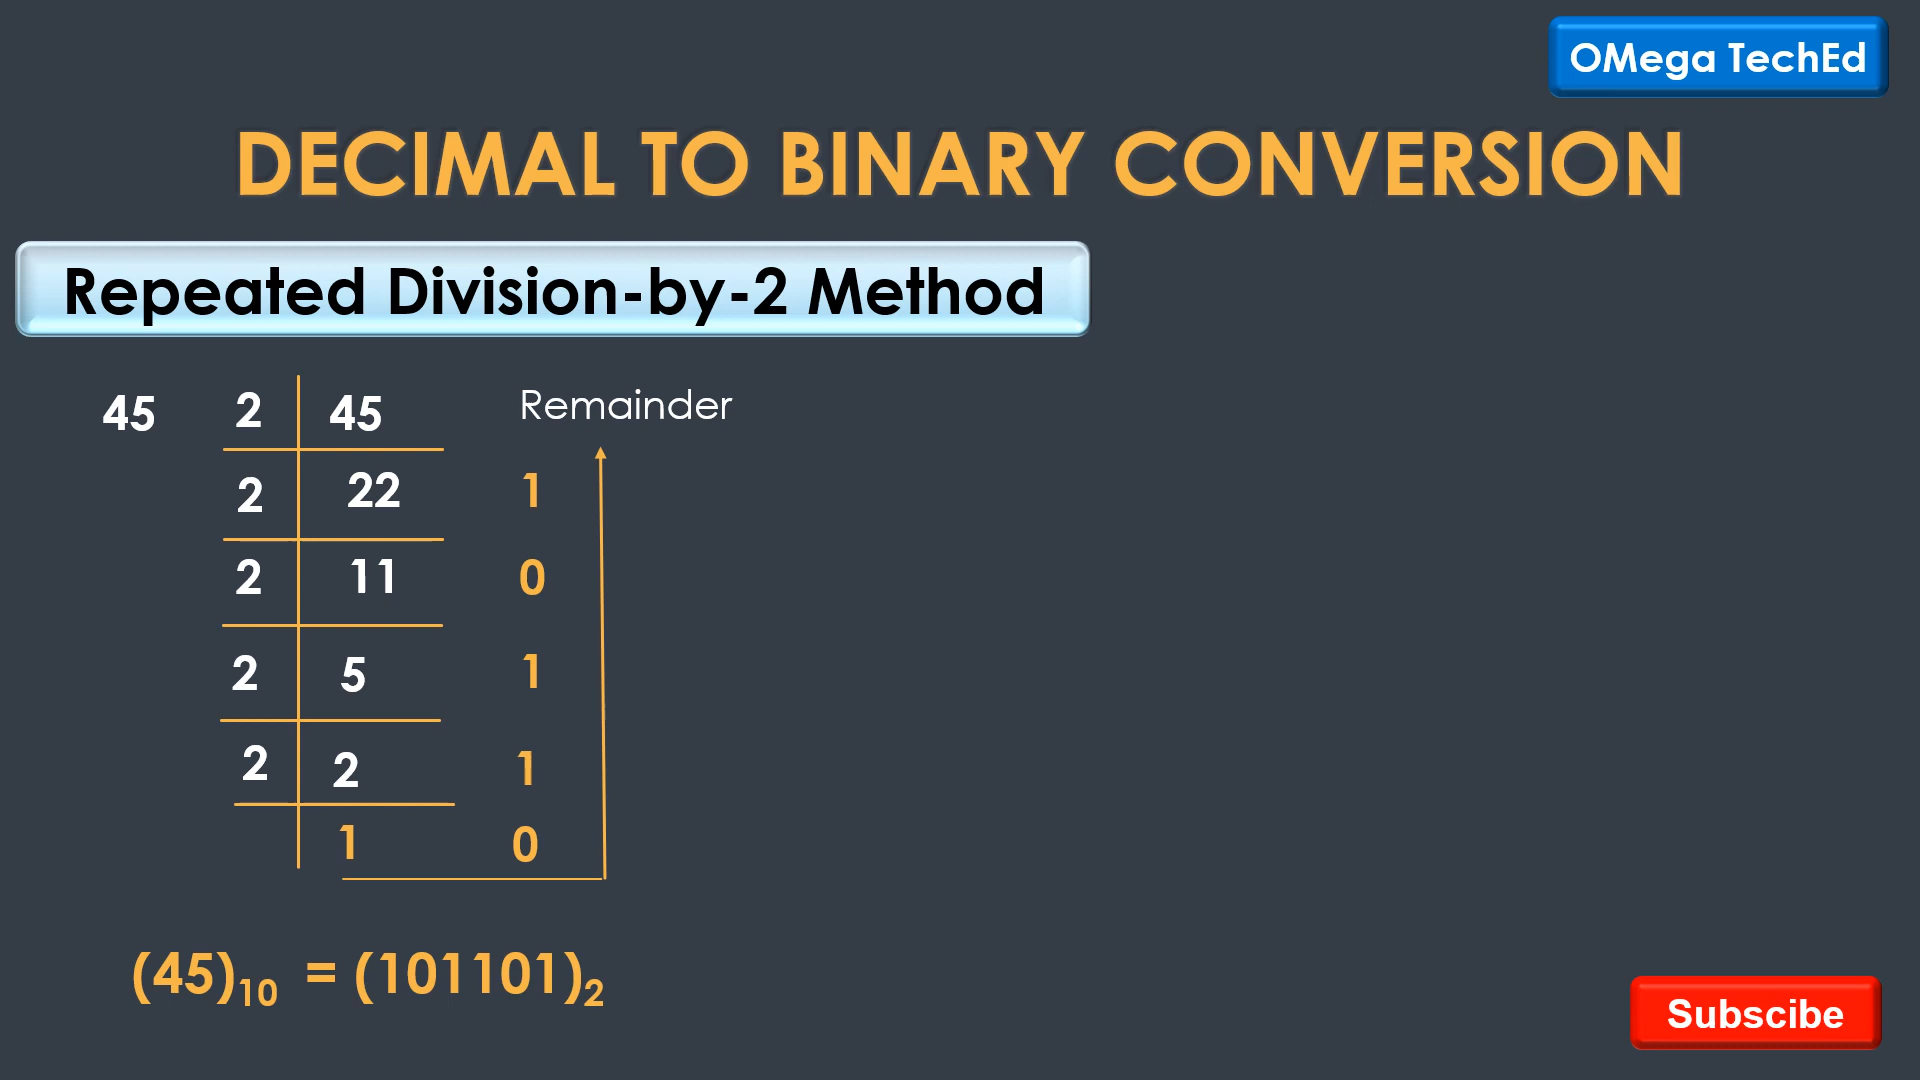 OMega TechEd
DECIMAL TO BINARY CONVERSION
Repeated Division-by-2 Method
45 2 45 Remainder
2 22 1
2 11 0
2 5 1
2 2 1
1 0
(45)₁₀ = (101101)₂
Subscibe